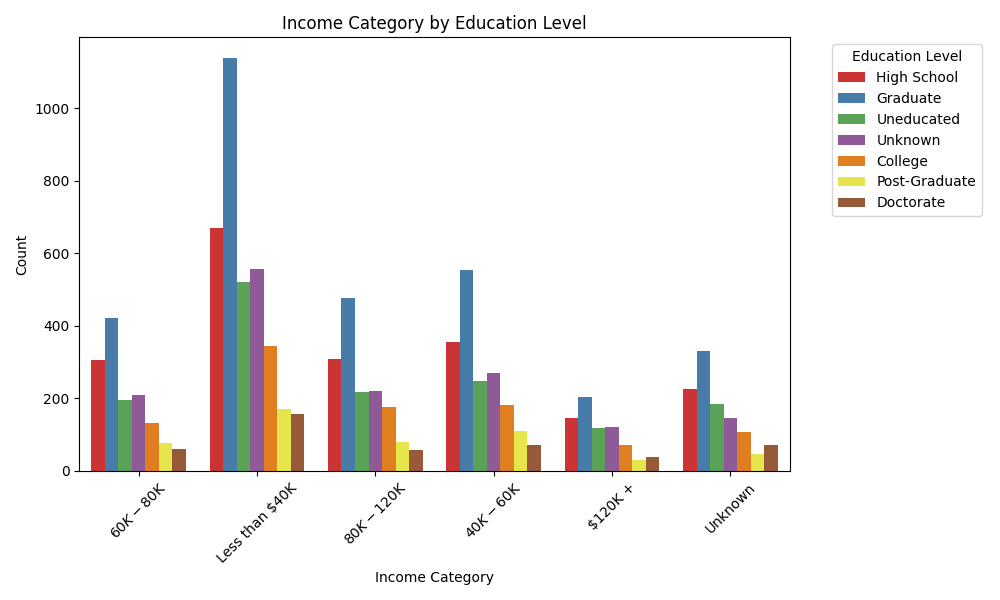 Income Category by Education Level
Education Level
High School
Graduate
Uneducated
Unknown
College
Post-Graduate
Doctorate
Count
1000
800
600
400
200
0
60K − 80K
Less than $40K
80K − 120K
40K − 60K
$120K +
Unknown
Income Category